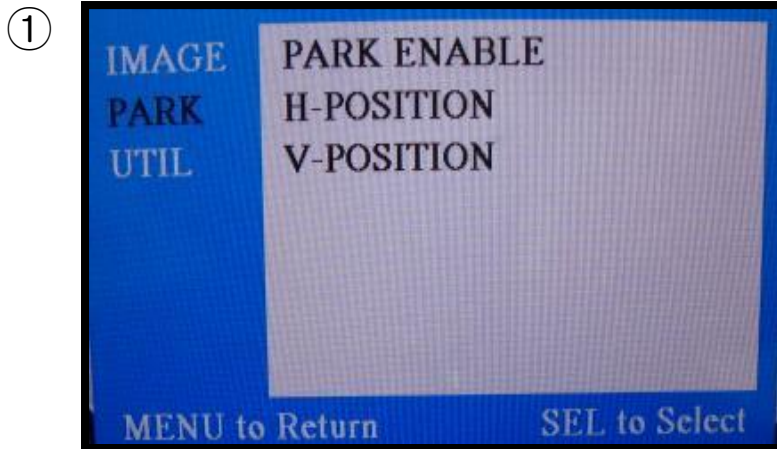 ①
IMAGE
PARK
UTIL
PARK ENABLE
H-POSITION
V-POSITION
MENU to Return
SEL to Select